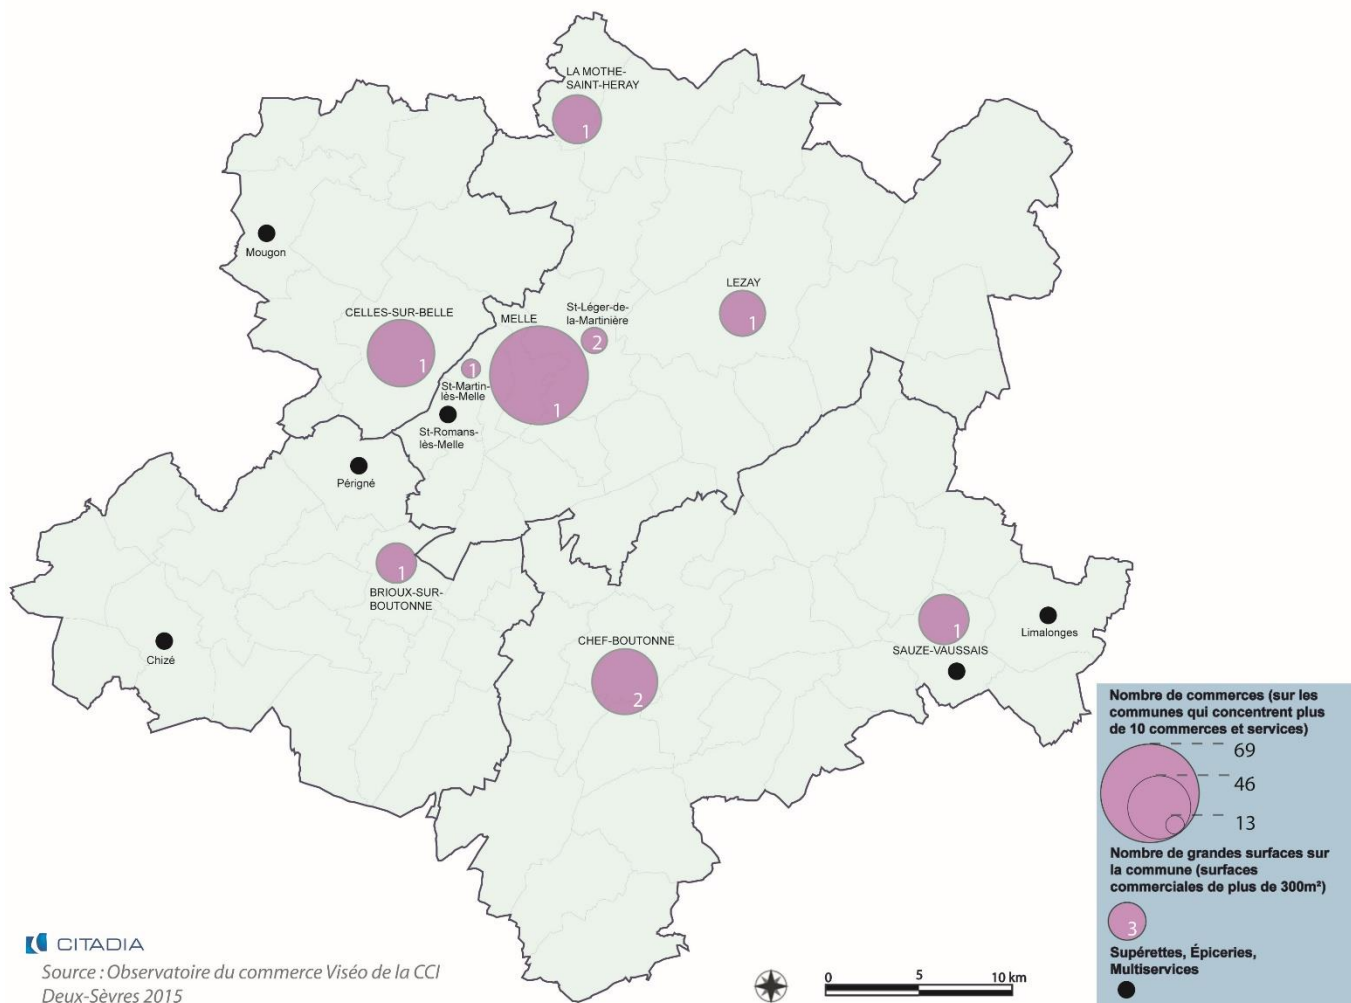 LA MOTHE-
SAINT-HERAY
1
Mougon
LEZAY
1
CELLES-SUR-BELLE
1
MELLE
1
St-Léger-de-
la-Martinière
2
1
St-Martin-
lès-Melle
St-Romans-
lès-Melle
Périgné
1
BRIOUX-SUR-
BOUTONNE
Chizé
CHEF-BOUTONNE
2
1
SAUZE-VAUSSAIS
Limalonges
Nombre de commerces (sur les
communes qui concentrent plus
de 10 commerces et services)
69
46
13
Nombre de grandes surfaces sur
la commune (surfaces
commerciales de plus de 300m²)
3
Supérettes, Épiceries,
Multiservices
CITADIA
Source : Observatoire du commerce Viséo de la CCI
Deux-Sèvres 2015
0 5 10 km